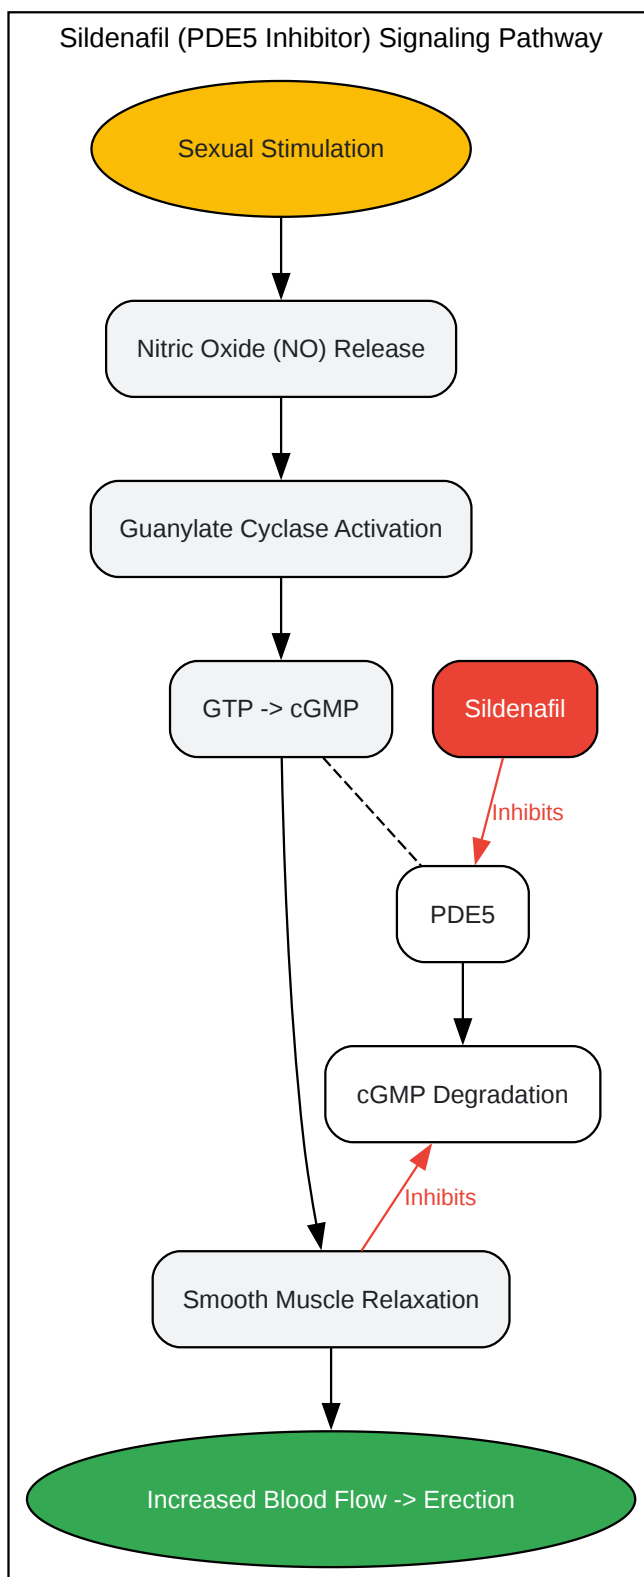 Sildenafil (PDE5 Inhibitor) Signaling Pathway
Sexual Stimulation
Nitric Oxide (NO) Release
Guanylate Cyclase Activation
GTP -> cGMP
Sildenafil
Inhibits
PDE5
cGMP Degradation
Inhibits
Smooth Muscle Relaxation
Increased Blood Flow -> Erection